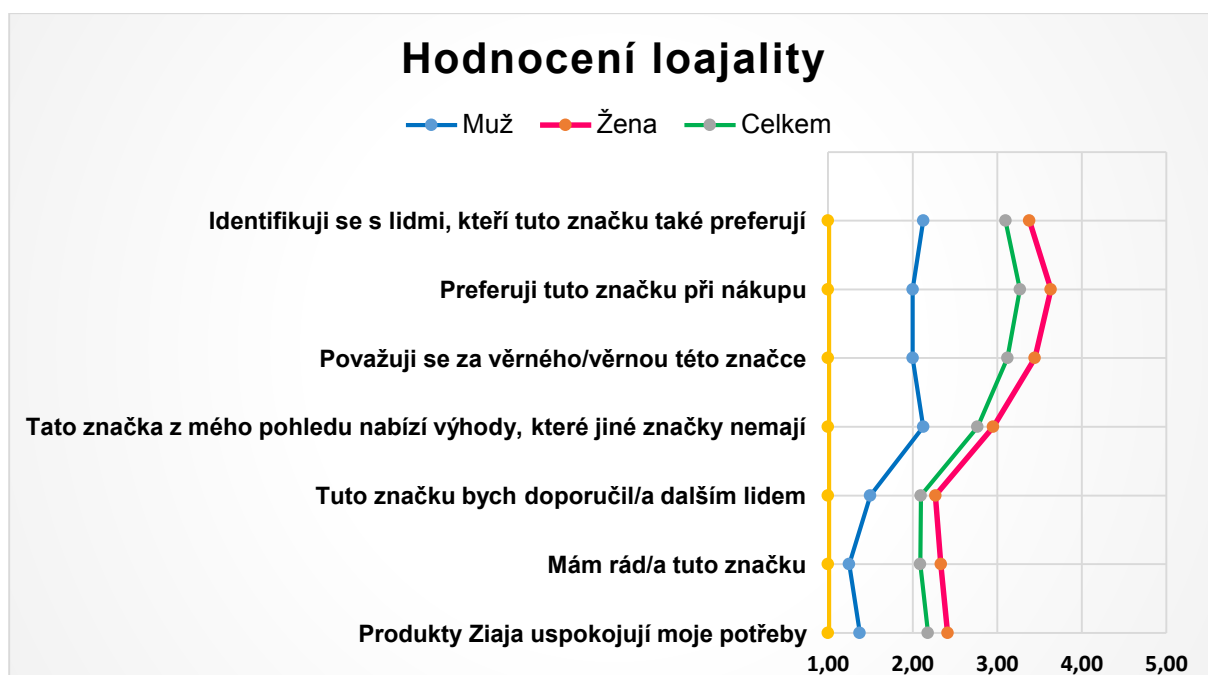 Hodnocení loajality
Muž Žena Celkem
Identifikuji se s lidmi, kteří tuto značku také preferují
Preferuji tuto značku při nákupu
Považuji se za věrného/věrnou této značce
Tato značka z mého pohledu nabízí výhody, které jiné značky nemají
Tuto značku bych doporučil/a dalším lidem
Mám rád/a tuto značku
Produkty Ziaja uspokojují moje potřeby
1,00 2,00 3,00 4,00 5,00